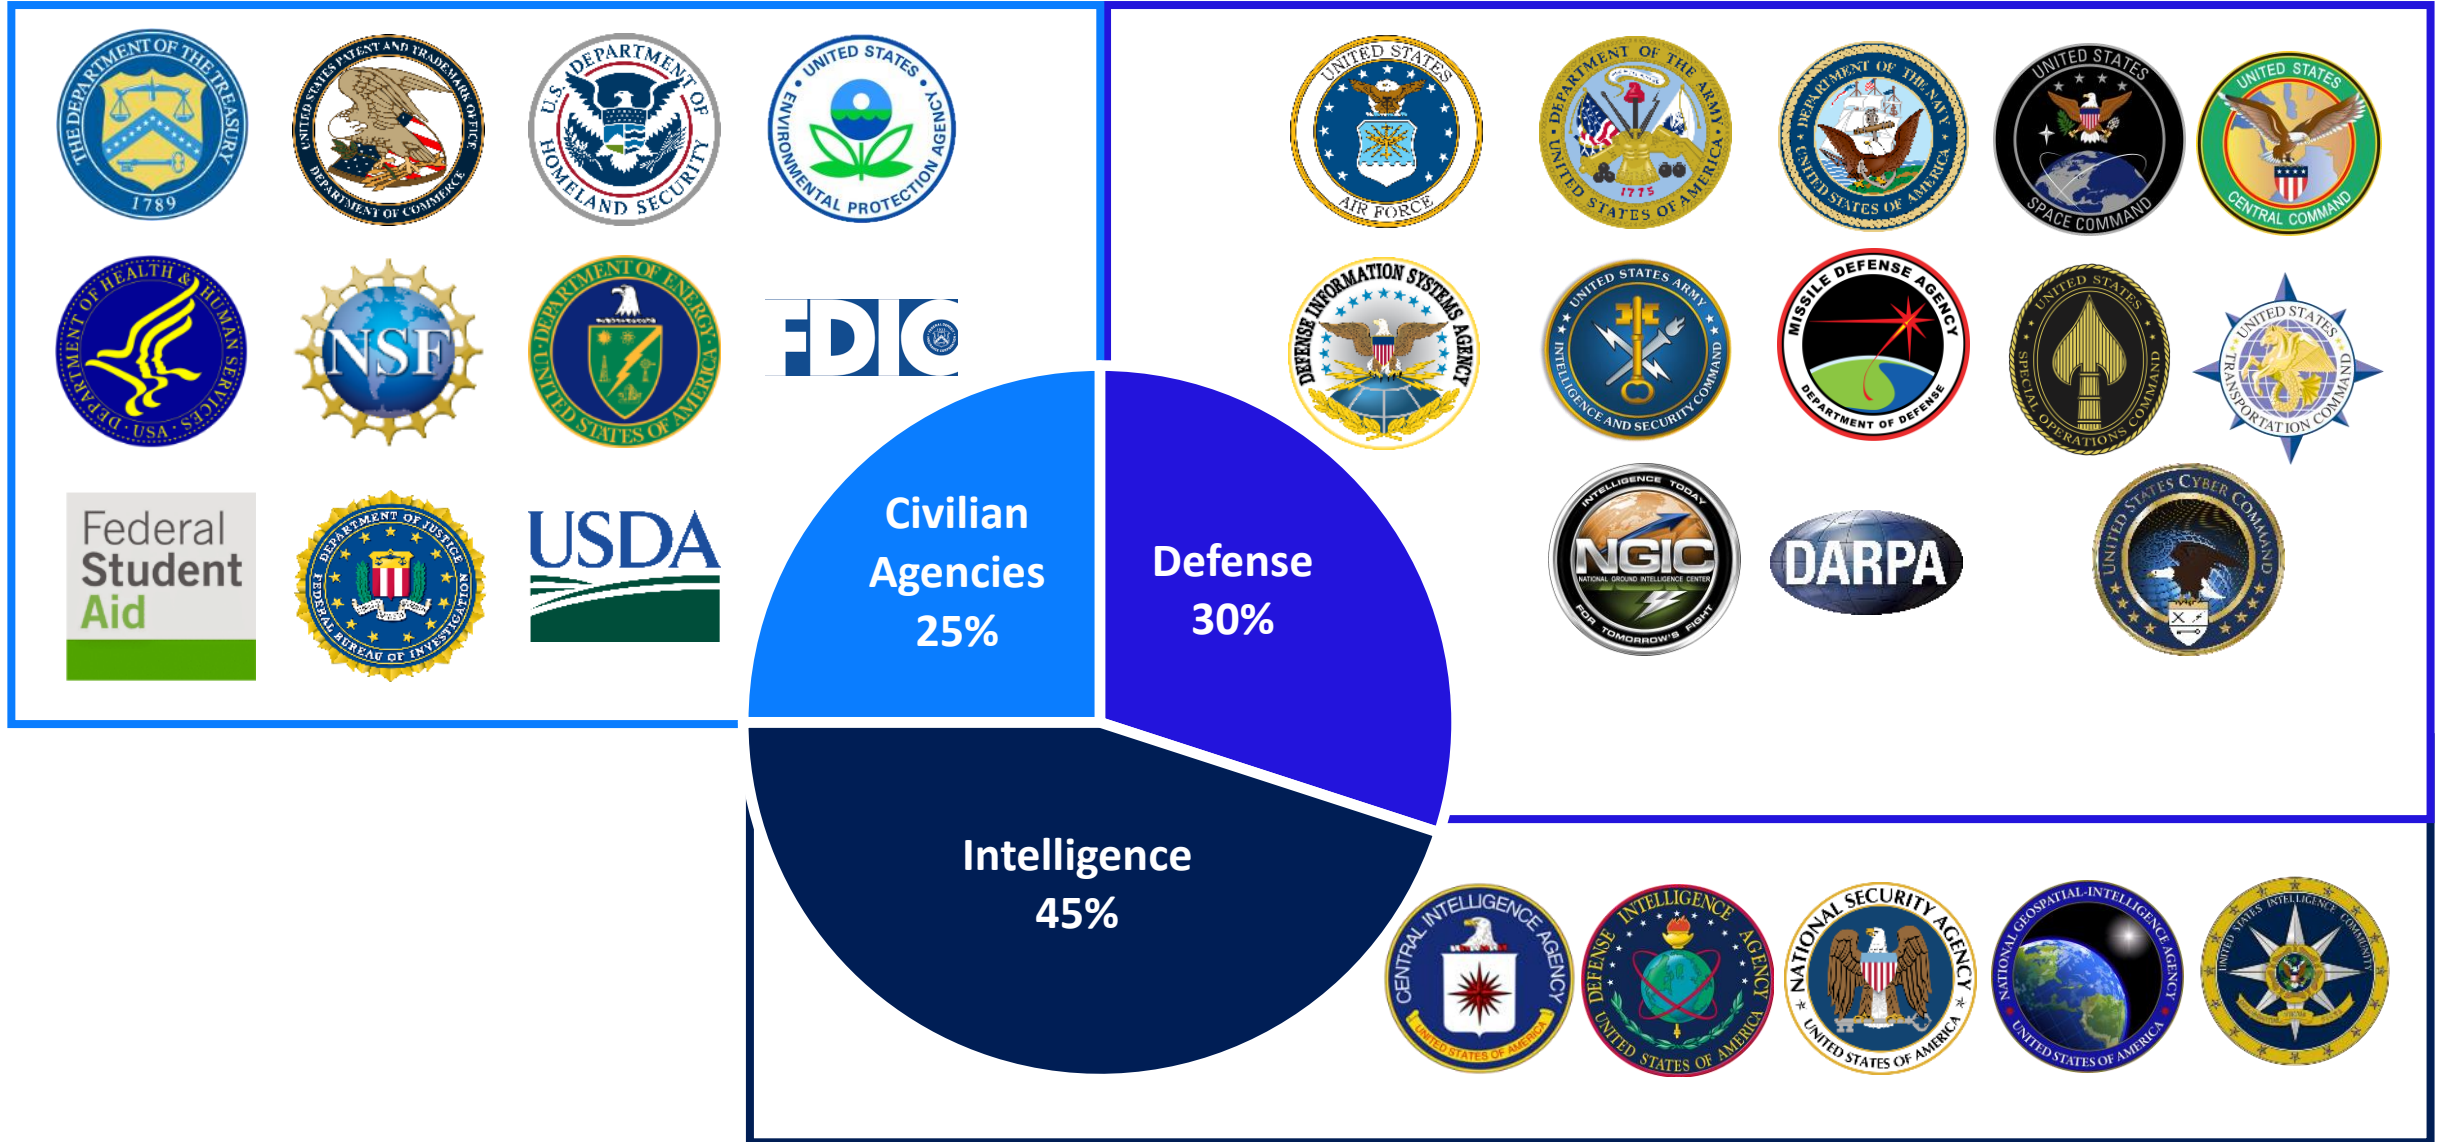 THE DEPARTMENT OF THE TREASURY
1789
UNITED STATES PATENT AND TRADEMARK OFFICE
DEPARTMENT OF COMMERCE
U.S. DEPARTMENT OF
HOMELAND SECURITY
UNITED STATES
ENVIRONMENTAL PROTECTION AGENCY
UNITED STATES
AIR FORCE
DEPARTMENT OF THE ARMY
UNITED STATES OF AMERICA
1775
DEPARTMENT OF THE NAVY
UNITED STATES OF AMERICA
UNITED STATES
SPACE COMMAND
UNITED STATES
CENTRAL COMMAND
DEPARTMENT OF HEALTH & HUMAN SERVICES
USA
NSF
DEPARTMENT OF ENERGY
UNITED STATES OF AMERICA
FDIC
DEFENSE INFORMATION SYSTEMS AGENCY
UNITED STATES ARMY
INTELLIGENCE AND SECURITY COMMAND
MISSILE DEFENSE AGENCY
DEPARTMENT OF DEFENSE
UNITED STATES
SPECIAL OPERATIONS COMMAND
UNITED STATES
TRANSPORTATION COMMAND
Federal
Student
Aid
DEPARTMENT OF JUSTICE
FEDERAL BUREAU OF INVESTIGATION
USDA
INTELLIGENCE TODAY
NGIC
NATIONAL GROUND INTELLIGENCE CENTER
FOR TOMORROW'S FIGHT
DARPA
UNITED STATES CYBER COMMAND
Civilian
Agencies
25%
Defense
30%
Intelligence
45%
CENTRAL INTELLIGENCE AGENCY
UNITED STATES OF AMERICA
DEFENSE INTELLIGENCE AGENCY
UNITED STATES OF AMERICA
NATIONAL SECURITY AGENCY
UNITED STATES OF AMERICA
NATIONAL GEOSPATIAL-INTELLIGENCE AGENCY
UNITED STATES OF AMERICA
UNITED STATES INTELLIGENCE COMMUNITY